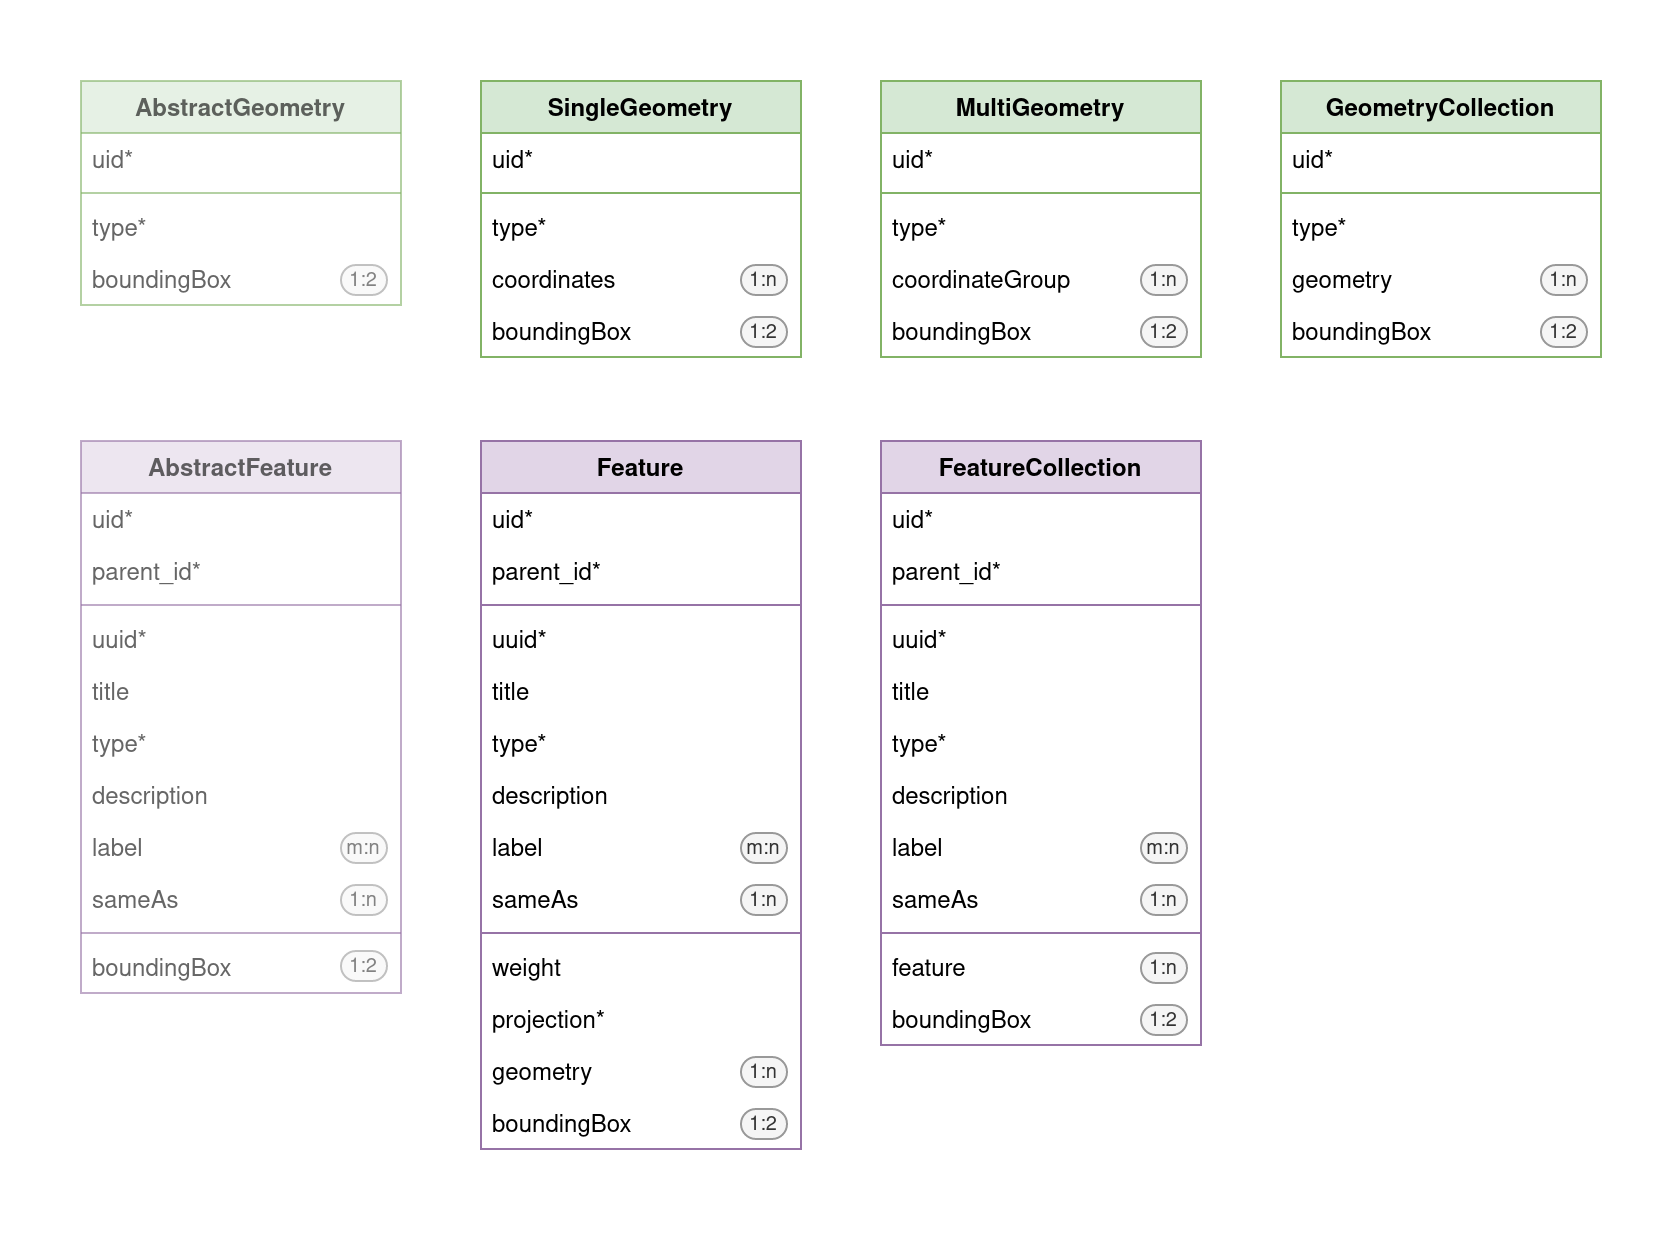 AbstractGeometry
uid*
type*
boundingBox 1:2
SingleGeometry
uid*
type*
coordinates 1:n
boundingBox 1:2
MultiGeometry
uid*
type*
coordinateGroup 1:n
boundingBox 1:2
GeometryCollection
uid*
type*
geometry 1:n
boundingBox 1:2
AbstractFeature
uid*
parent_id*
uuid*
title
type*
description
label m:n
sameAs 1:n
boundingBox 1:2
Feature
uid*
parent_id*
uuid*
title
type*
description
label m:n
sameAs 1:n
weight
projection*
geometry 1:n
boundingBox 1:2
FeatureCollection
uid*
parent_id*
uuid*
title
type*
description
label m:n
sameAs 1:n
feature 1:n
boundingBox 1:2